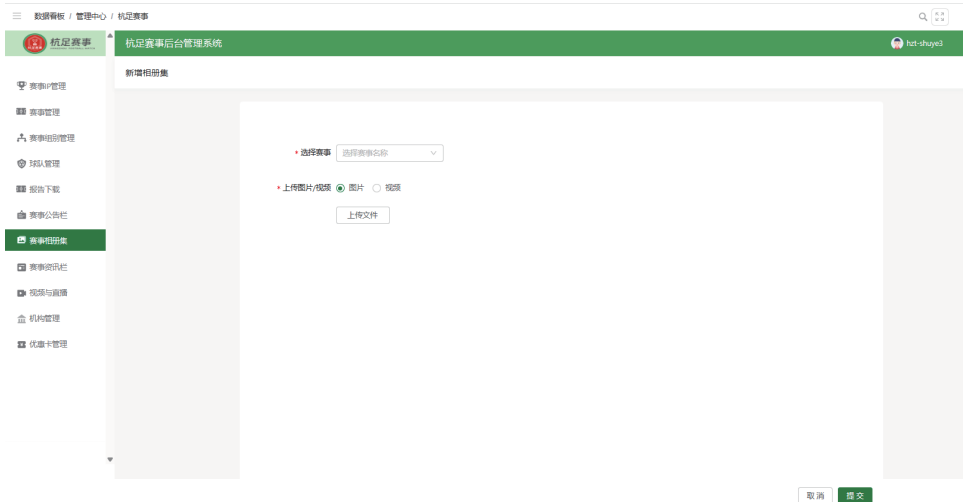 数据看板 / 管理中心 / 杭足赛事
杭足赛事
杭足赛事后台管理系统
hzt-shuye3
新增相册集
赛事IP管理
赛事管理
赛事组别管理
球队管理
报告下载
赛事公告栏
赛事相册集
赛事资讯栏
视频与直播
机构管理
优惠卡管理
* 选择赛事 选择赛事名称
* 上传图片/视频 图片 视频
上传文件
取消 提交